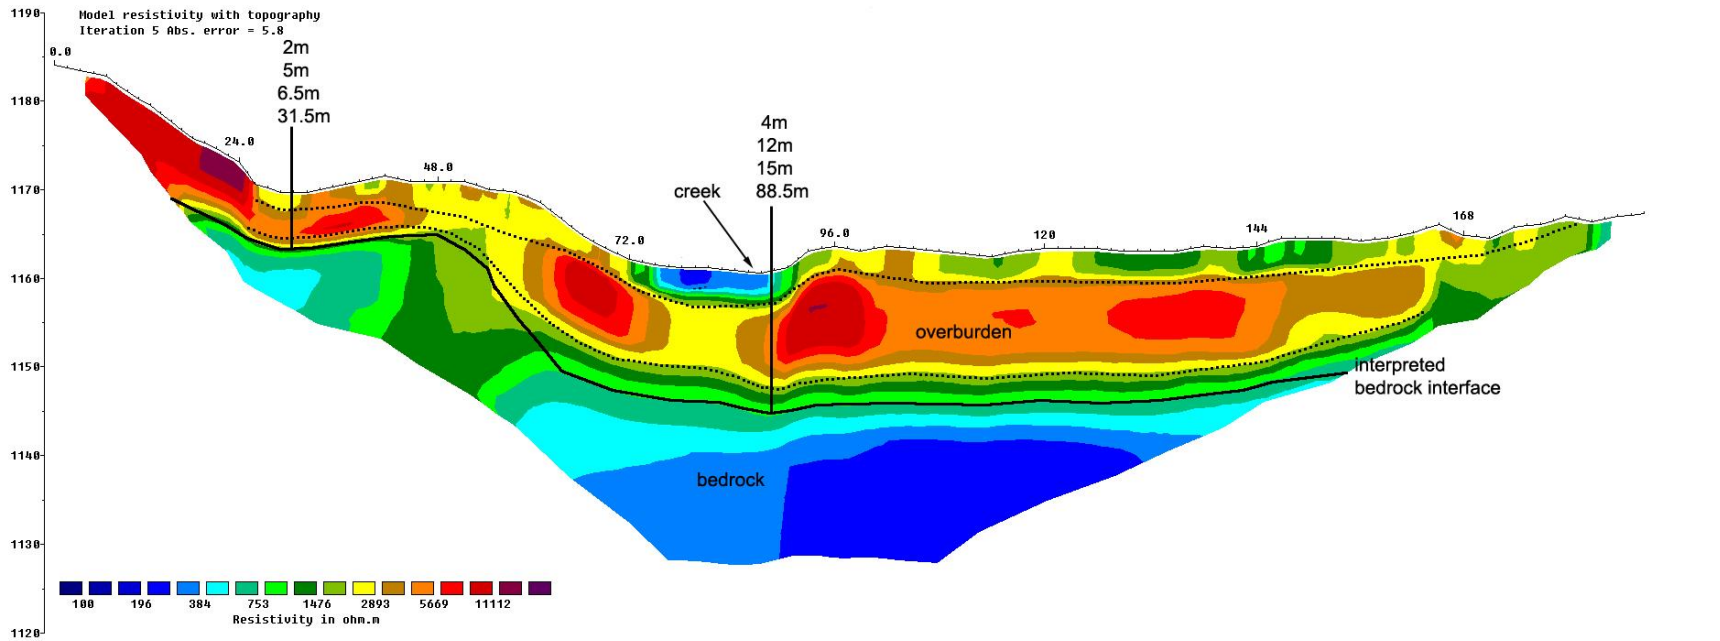 1190
Model resistivity with topography
Iteration 5 Abs. error = 5.8
0.0
2m
5m
6.5m
31.5m
1180
24.0
4m
12m
15m
88.5m
1170
48.0
creek
72.0
96.0
120
144
168
1160
overburden
1150
interpreted
bedrock interface
1140
bedrock
1130
100 196 384 753 1476 2893 5669 11112
Resistivity in ohm.m
1120